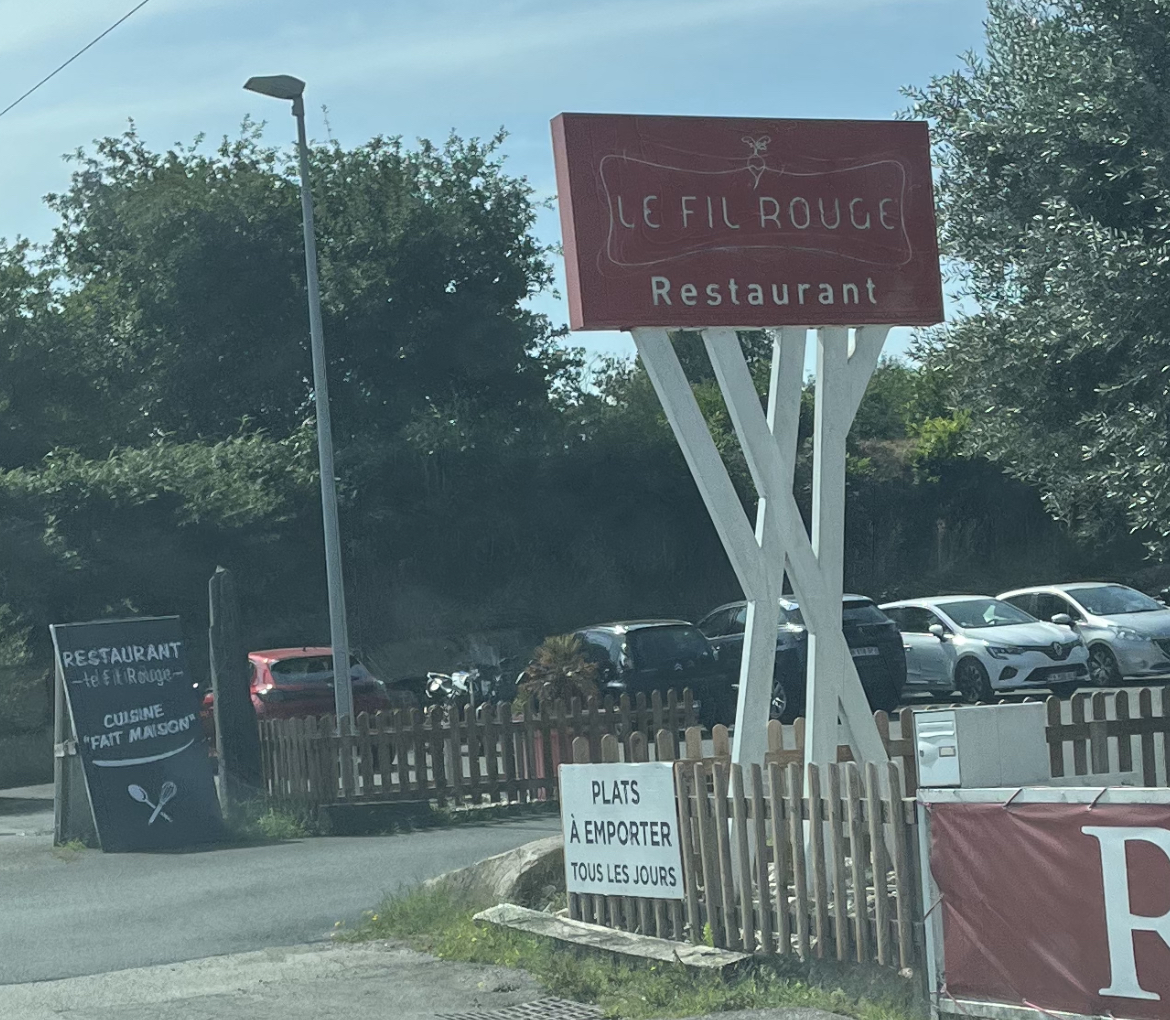 LE FIL ROUGE
Restaurant
RESTAURANT
le fil Rouge
CUISINE
"FAIT MAISON"
PLATS
À EMPORTER
TOUS LES JOURS
R